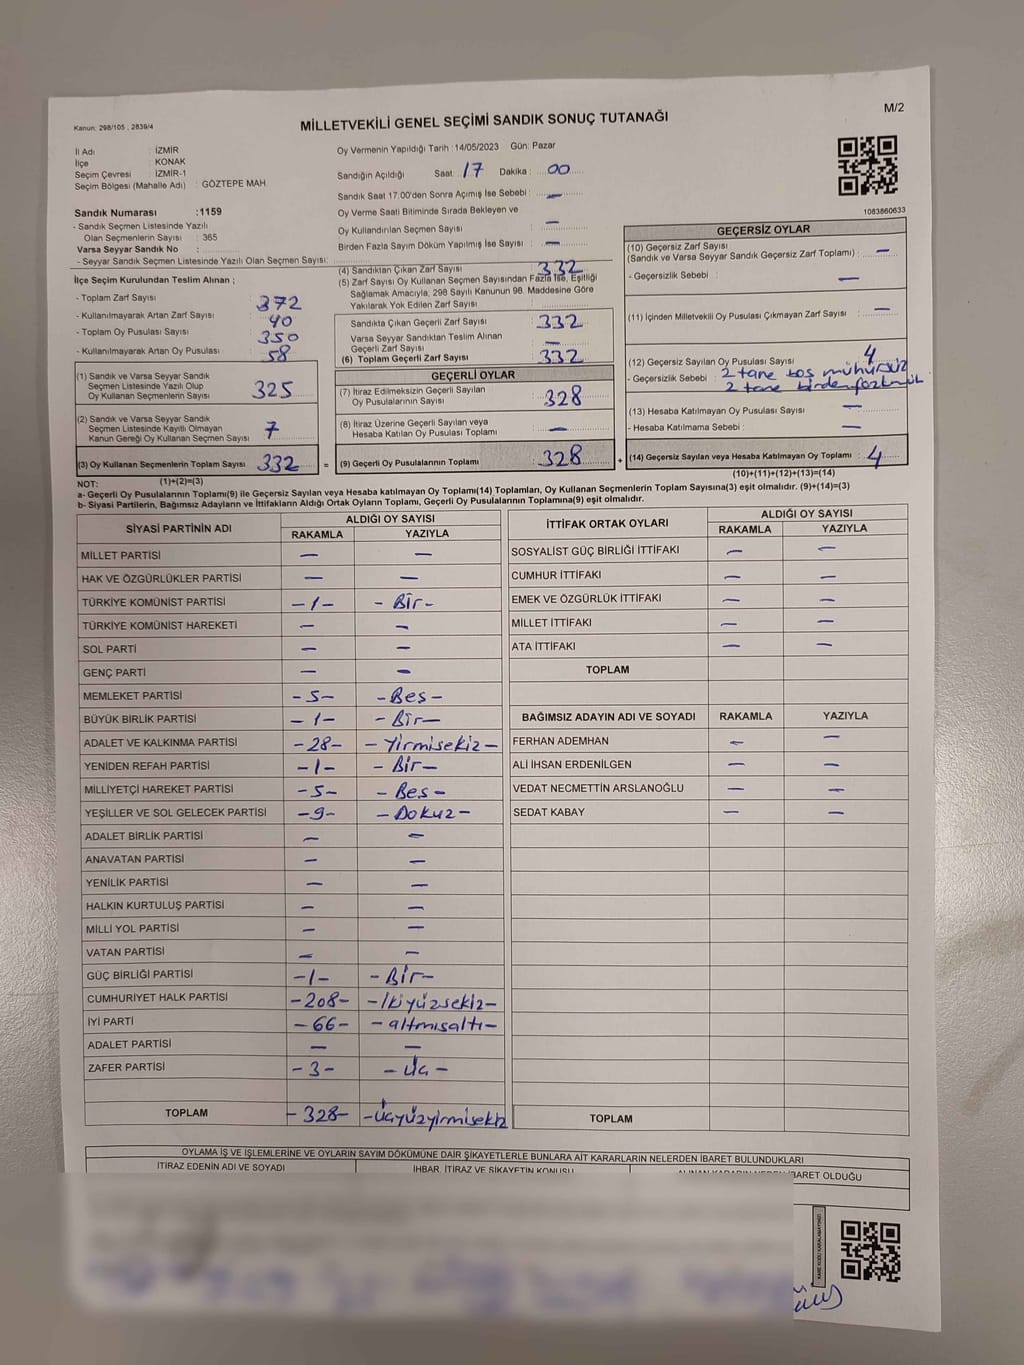 M/2
Kanun: 298/105 ; 2839/4
MİLLETVEKİLİ GENEL SEÇİMİ SANDIK SONUÇ TUTANAĞI
İl Adı : İZMİR
İlçe : KONAK
Seçim Çevresi : İZMİR-1
Seçim Bölgesi (Mahalle Adı) : GÖZTEPE MAH.
Sandık Numarası :1159
- Sandık Seçmen Listesinde Yazılı
Olan Seçmenlerin Sayısı : 365
Varsa Seyyar Sandık No :
- Seyyar Sandık Seçmen Listesinde Yazılı Olan Seçmen Sayısı:
Oy Vermenin Yapıldığı Tarih :14/05/2023 Gün: Pazar
Sandığın Açıldığı Saat: 17 Dakika : 00
Sandık Saat 17.00'den Sonra Açılmış İse Sebebi : —
Oy Verme Saati Bitiminde Sırada Bekleyen ve
Oy Kullandırılan Seçmen Sayısı : —
Birden Fazla Sayım Döküm Yapılmış İse Sayısı : —
1083860633
İlçe Seçim Kurulundan Teslim Alınan ;
- Toplam Zarf Sayısı : 372
- Kullanılmayarak Artan Zarf Sayısı : 40
- Toplam Oy Pusulası Sayısı : 350
- Kullanılmayarak Artan Oy Pusulası : 58
(1) Sandık ve Varsa Seyyar Sandık
Seçmen Listesinde Yazılı Olup
Oy Kullanan Seçmenlerin Sayısı : 325
(2) Sandık ve Varsa Seyyar Sandık
Seçmen Listesinde Kayıtlı Olmayan
Kanun Gereği Oy Kullanan Seçmen Sayısı : 7
(3) Oy Kullanan Seçmenlerin Toplam Sayısı : 332
(1)+(2)=(3)
(4) Sandıktan Çıkan Zarf Sayısı : 332
(5) Zarf Sayısı Oy Kullanan Seçmen Sayısından Fazla İse, Eşitliği
Sağlamak Amacıyla, 298 Sayılı Kanunun 98. Maddesine Göre
Yakılarak Yok Edilen Zarf Sayısı :
Sandıkta Çıkan Geçerli Zarf Sayısı : 332
Varsa Seyyar Sandıktan Teslim Alınan
Geçerli Zarf Sayısı : —
(6) Toplam Geçerli Zarf Sayısı : 332
GEÇERLİ OYLAR
(7) İtiraz Edilmeksizin Geçerli Sayılan
Oy Pusulalarının Sayısı : 328
(8) İtiraz Üzerine Geçerli Sayılan veya
Hesaba Katılan Oy Pusulası Toplamı : —
= (9) Geçerli Oy Pusulalarının Toplamı : 328
GEÇERSİZ OYLAR
(10) Geçersiz Zarf Sayısı
(Sandık ve Varsa Seyyar Sandık Geçersiz Zarf Toplamı) : —
- Geçersizlik Sebebi : —
(11) İçinden Milletvekili Oy Pusulası Çıkmayan Zarf Sayısı : —
(12) Geçersiz Sayılan Oy Pusulası Sayısı : 4
- Geçersizlik Sebebi : 2 tane boş mühürsüz
2 tane birden
(13) Hesaba Katılmayan Oy Pusulası Sayısı : —
- Hesaba Katılmama Sebebi : —
+ (14) Geçersiz Sayılan veya Hesaba Katılmayan Oy Toplamı : 4
(10)+(11)+(12)+(13)=(14)
NOT:
a- Geçerli Oy Pusulalarının Toplamı(9) ile Geçersiz Sayılan veya Hesaba katılmayan Oy Toplamı(14) Toplamları, Oy Kullanan Seçmenlerin Toplam Sayısına(3) eşit olmalıdır. (9)+(14)=(3)
b- Siyasi Partilerin, Bağımsız Adayların ve İttifakların Aldığı Ortak Oyların Toplamı, Geçerli Oy Pusulalarının Toplamına(9) eşit olmalıdır.
SİYASİ PARTİNİN ADI ALDIĞI OY SAYISI
RAKAMLA YAZIYLA
MİLLET PARTİSİ — —
HAK VE ÖZGÜRLÜKLER PARTİSİ — —
TÜRKİYE KOMÜNİST PARTİSİ -1- - Bir -
TÜRKİYE KOMÜNİST HAREKETİ — —
SOL PARTİ — —
GENÇ PARTİ — —
MEMLEKET PARTİSİ -5- - Beş -
BÜYÜK BİRLİK PARTİSİ -1- - Bir -
ADALET VE KALKINMA PARTİSİ -28- - Yirmisekiz -
YENİDEN REFAH PARTİSİ -1- - Bir -
MİLLİYETÇİ HAREKET PARTİSİ -5- - Beş -
YEŞİLLER VE SOL GELECEK PARTİSİ -9- - Dokuz -
ADALET BİRLİK PARTİSİ — —
ANAVATAN PARTİSİ — —
YENİLİK PARTİSİ — —
HALKIN KURTULUŞ PARTİSİ — —
MİLLİ YOL PARTİSİ — —
VATAN PARTİSİ — —
GÜÇ BİRLİĞİ PARTİSİ -1- - Bir -
CUMHURİYET HALK PARTİSİ -208- - İkiyüzsekiz -
İYİ PARTİ -66- - altmışaltı -
ADALET PARTİSİ — —
ZAFER PARTİSİ -3- - Üç -
TOPLAM -328- - üçyüzyirmisekiz
İTTİFAK ORTAK OYLARI ALDIĞI OY SAYISI
RAKAMLA YAZIYLA
SOSYALİST GÜÇ BİRLİĞİ İTTİFAKI — —
CUMHUR İTTİFAKI — —
EMEK VE ÖZGÜRLÜK İTTİFAKI — —
MİLLET İTTİFAKI — —
ATA İTTİFAKI — —
TOPLAM
BAĞIMSIZ ADAYIN ADI VE SOYADI RAKAMLA YAZIYLA
FERHAN ADEMHAN — —
ALİ İHSAN ERDENİLGEN — —
VEDAT NECMETTİN ARSLANOĞLU — —
SEDAT KABAY — —
TOPLAM
OYLAMA İŞ VE İŞLEMLERİNE VE OYLARIN SAYIM DÖKÜMÜNE DAİR ŞİKAYETLERLE BUNLARA AİT KARARLARIN NELERDEN İBARET BULUNDUKLARI
İTİRAZ EDENİN ADI VE SOYADI İHBAR, İTİRAZ VE ŞİKAYETİN KONUSU ALINAN KARARIN NEDEN İBARET OLDUĞU
KARE KODU KARALAMAYINIZ!